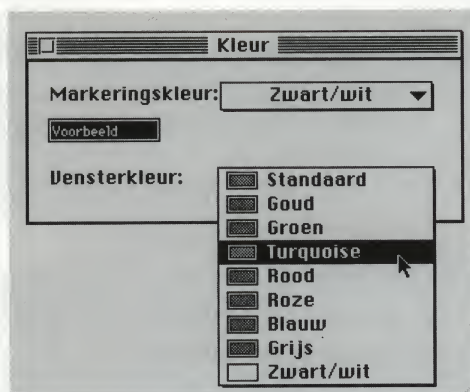 Kleur
Markeringskleur: Zwart/wit
Voorbeeld
Vensterkleur:
Standaard
Goud
Groen
Turquoise
Rood
Roze
Blauw
Grijs
Zwart/wit